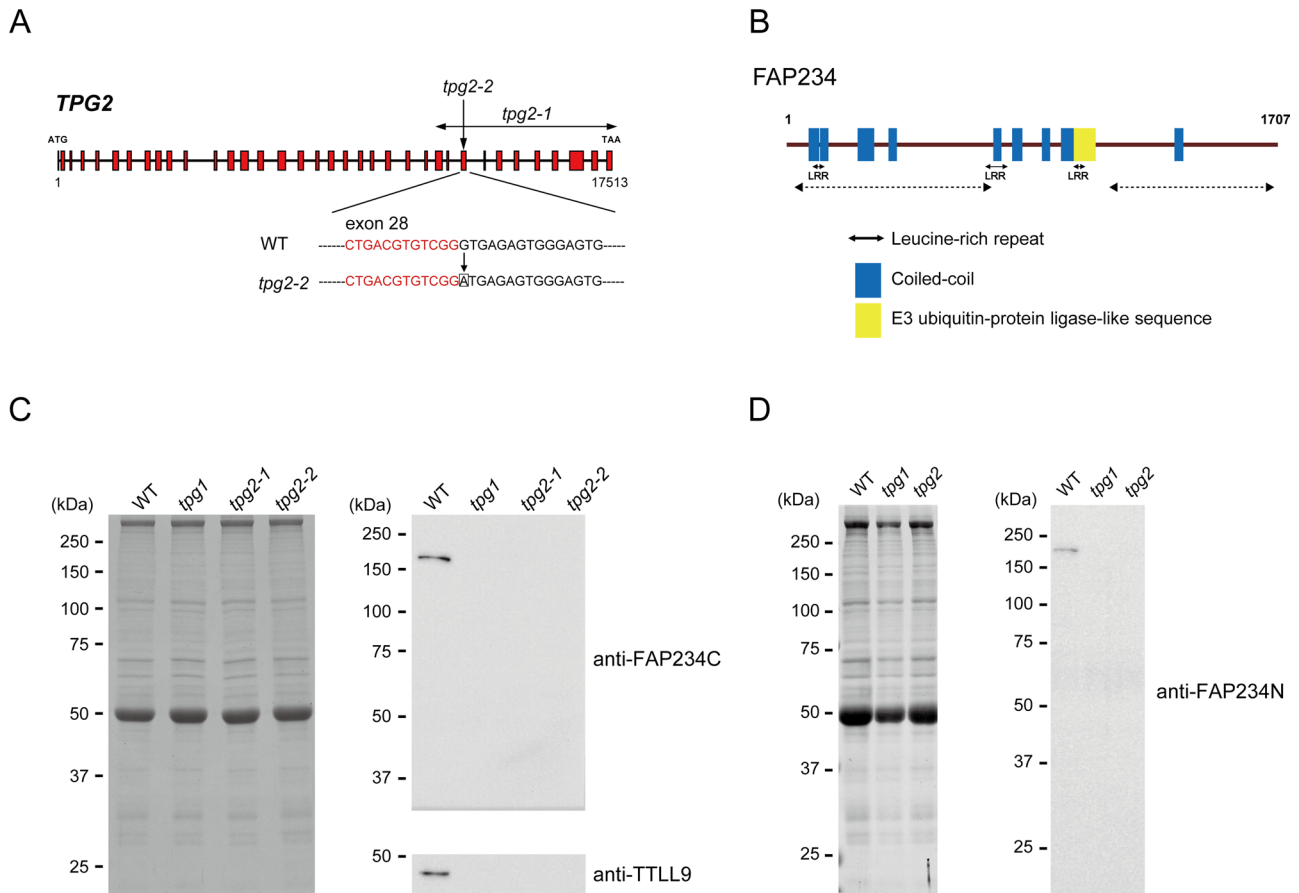 A
TPG2
tpg2-2
tpg2-1
ATG
TAA
1
17513
exon 28
WT
------CTGACGTGTCGGGTGAGAGTGGGAGTG-----
tpg2-2
------CTGACGTGTCGGATGAGAGTGGGAGTG-----
B
FAP234
1
1707
LRR
LRR
LRR
Leucine-rich repeat
Coiled-coil
E3 ubiquitin-protein ligase-like sequence
C
(kDa)
WT
tpg1
tpg2-1
tpg2-2
250
150
100
75
50
37
25
(kDa)
WT
tpg1
tpg2-1
tpg2-2
250
150
100
75
50
37
anti-FAP234C
50
anti-TTLL9
D
(kDa)
WT
tpg1
tpg2
250
150
100
75
50
37
25
(kDa)
WT
tpg1
tpg2
250
150
100
75
50
37
25
anti-FAP234N